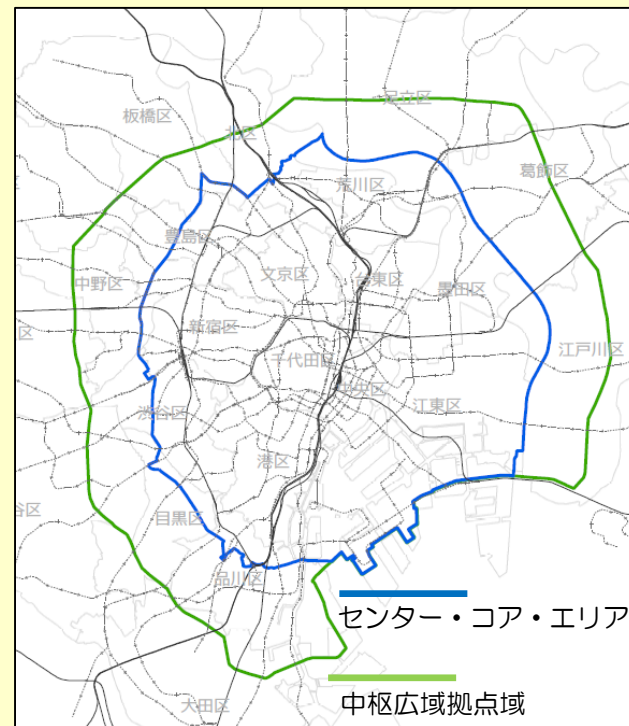 足立区
板橋区
北区
葛飾区
荒川区
豊島区
文京区
台東区
墨田区
中野区
新宿区
千代田区
江戸川区
区
中央区
江東区
渋谷区
港区
谷区
目黒区
品川区
センター・コア・エリア
大田区
中枢広域拠点域